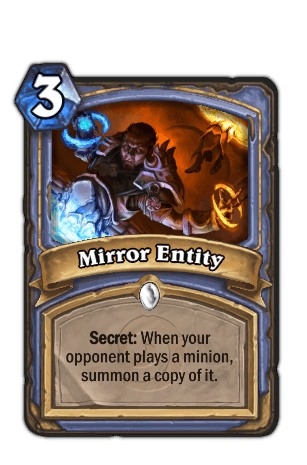 3
Mirror Entity
Secret: When your
opponent plays a minion,
summon a copy of it.